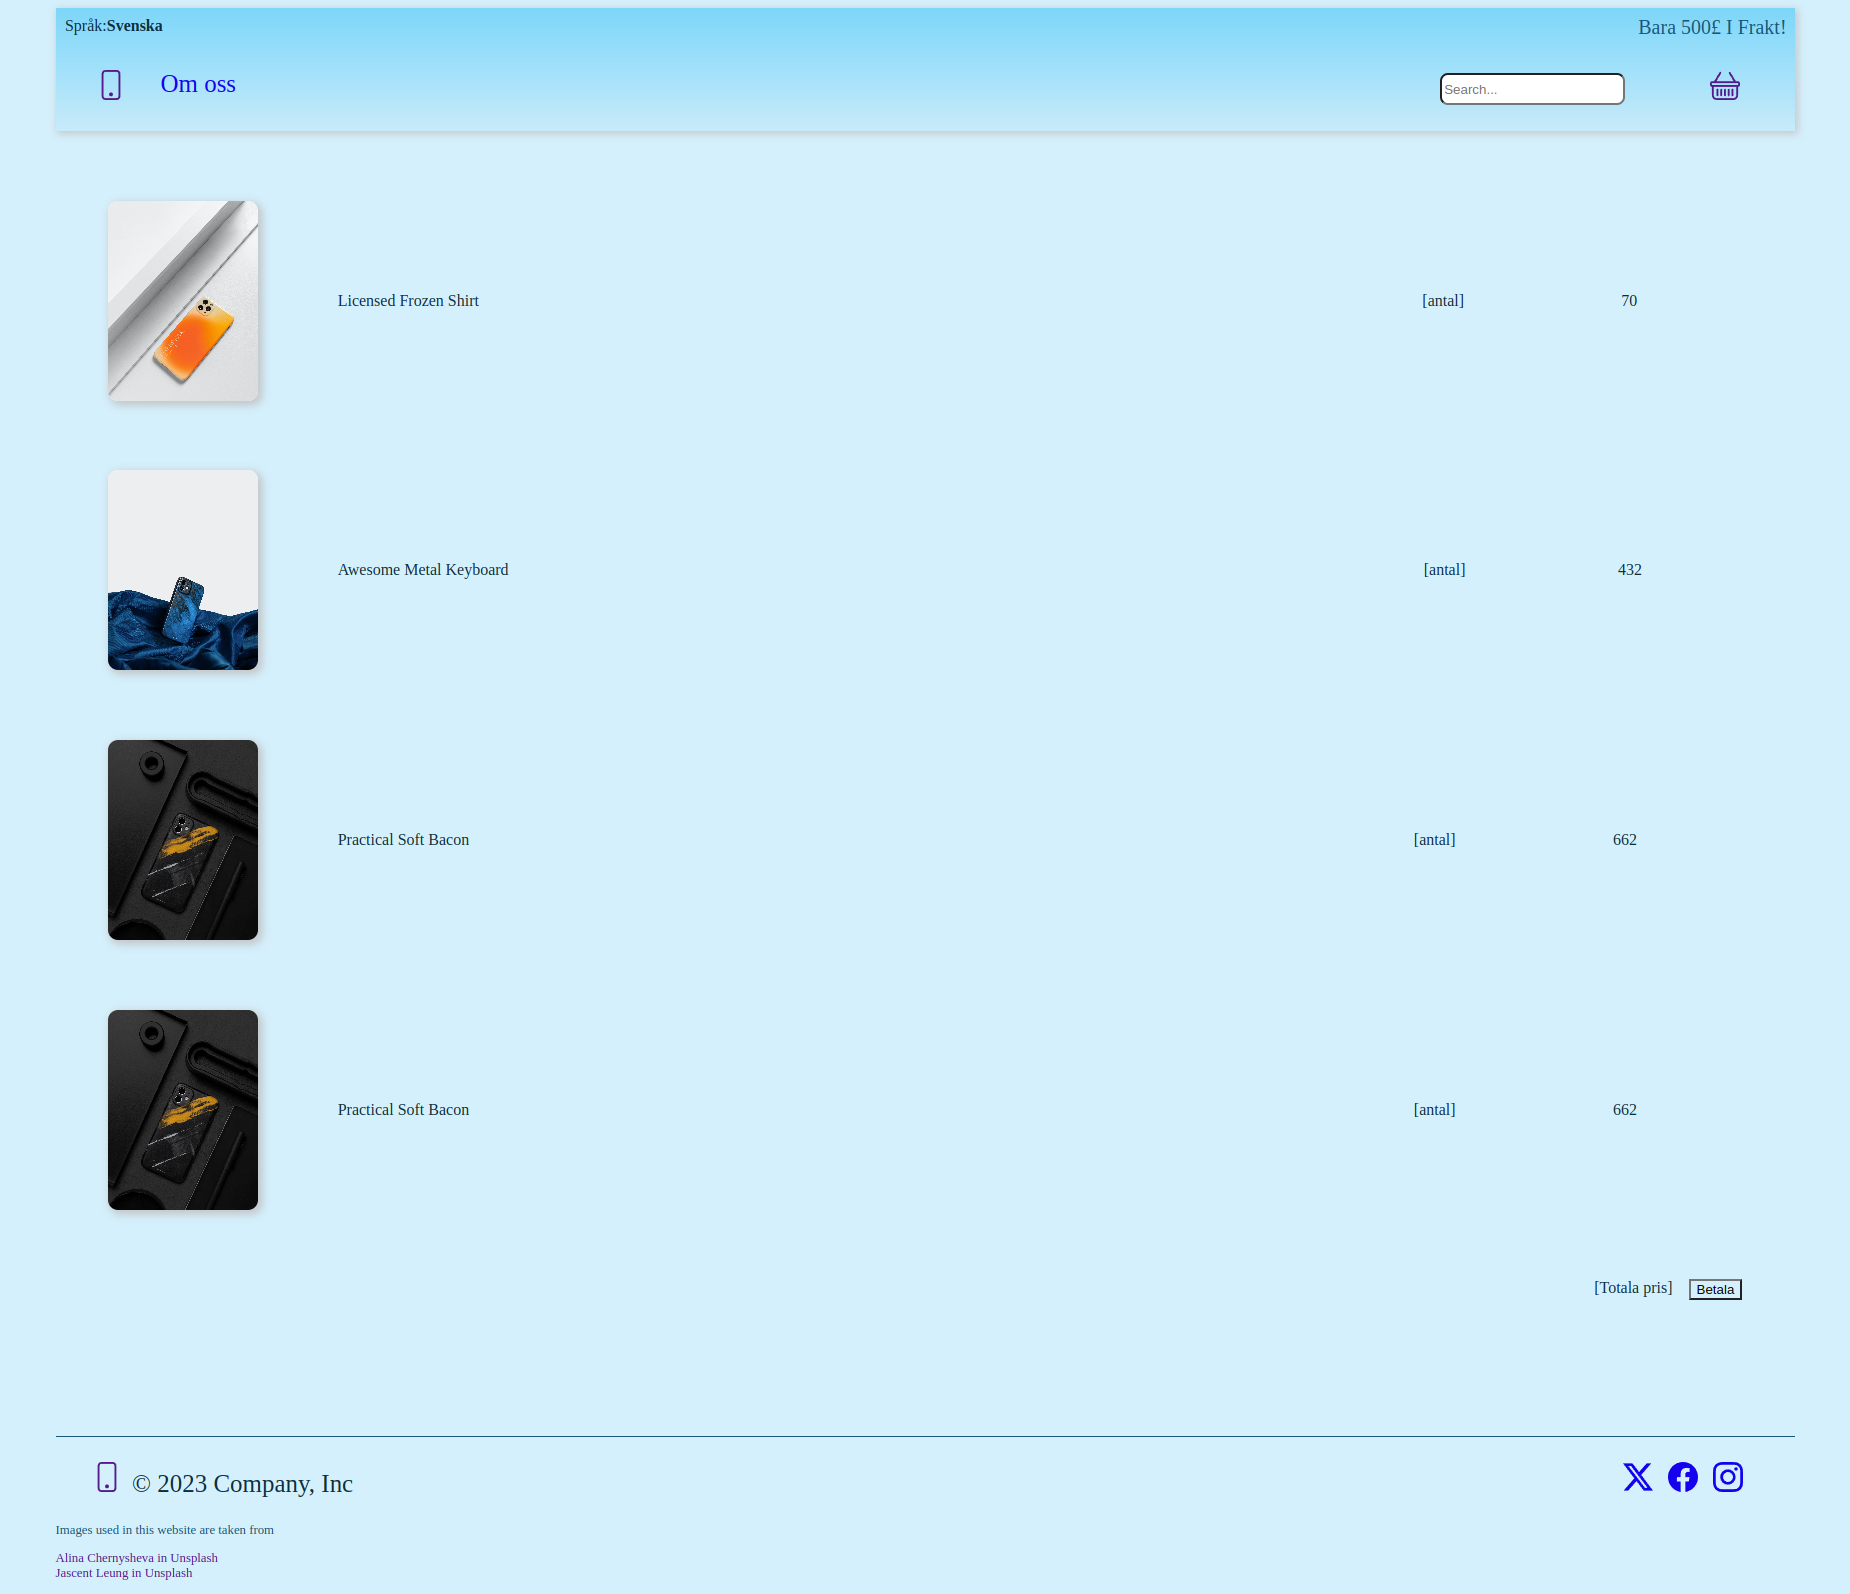 Språk:Svenska
Bara 500£ I Frakt!
Om oss
Search...
Licensed Frozen Shirt [antal] 70
Awesome Metal Keyboard [antal] 432
Practical Soft Bacon [antal] 662
Practical Soft Bacon [antal] 662
[Totala pris] Betala
© 2023 Company, Inc
Images used in this website are taken from
Alina Chernysheva in Unsplash
Jascent Leung in Unsplash